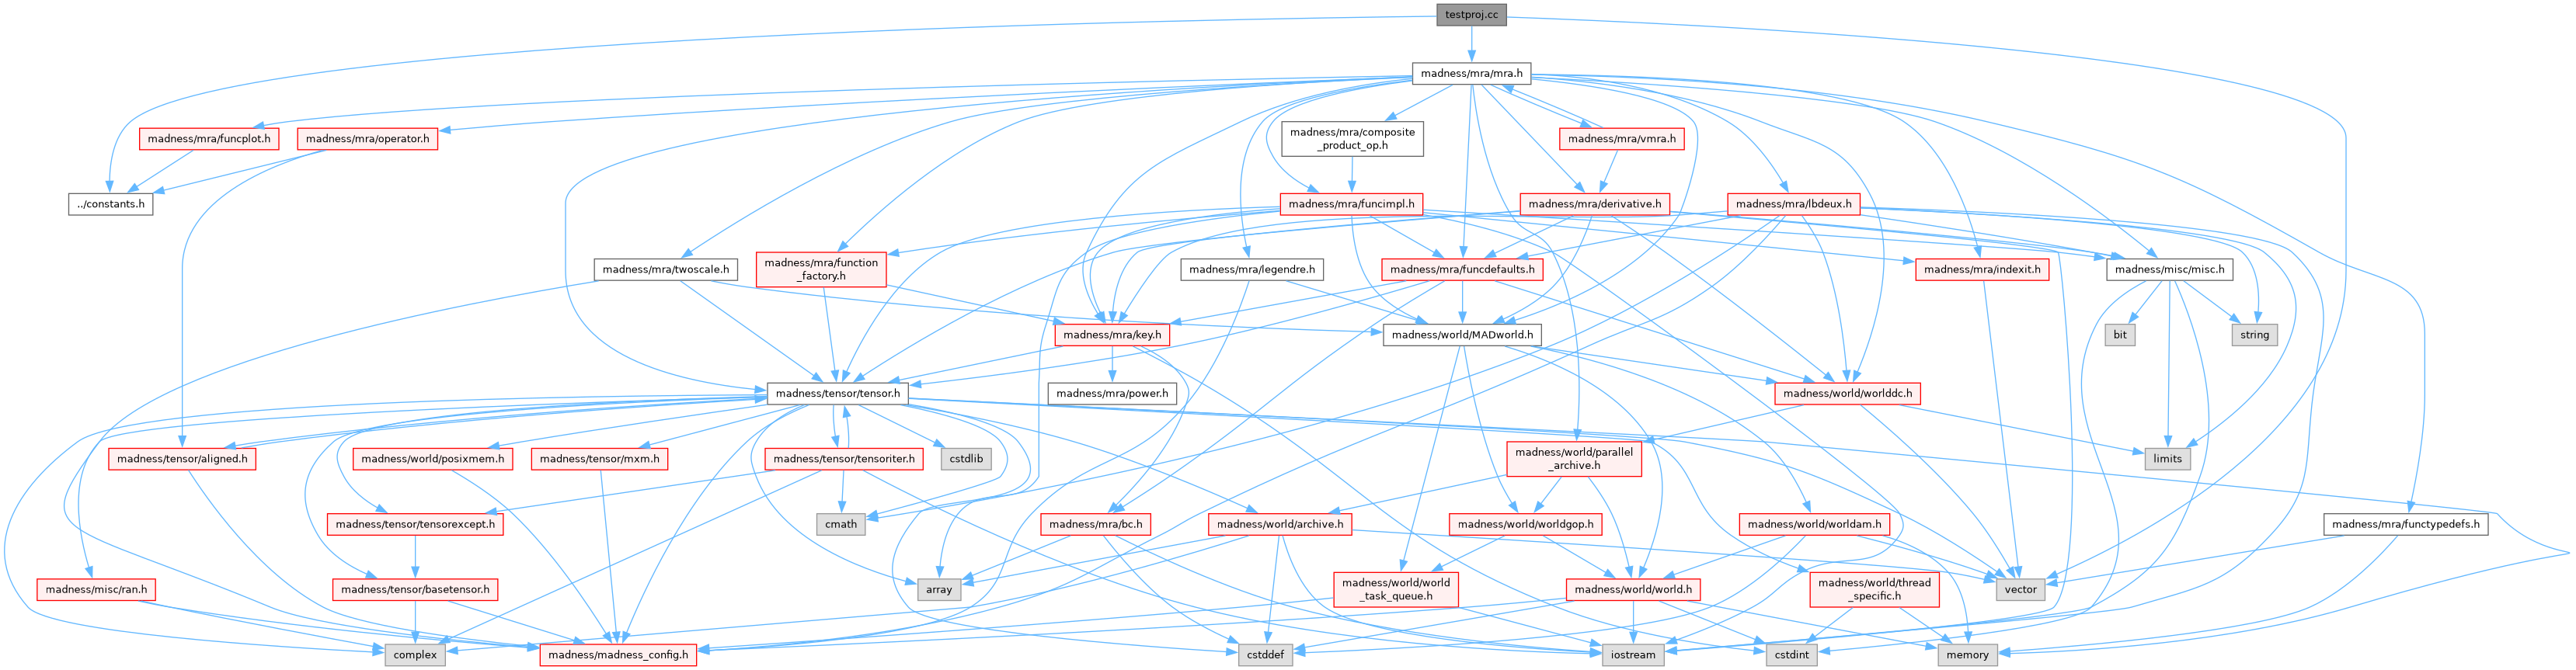 testproj.cc
madness/mra/mra.h
madness/mra/funcplot.h
madness/mra/operator.h
madness/mra/composite
_product_op.h
madness/mra/vmra.h
../constants.h
madness/mra/funcimpl.h
madness/mra/derivative.h
madness/mra/lbdeux.h
madness/mra/twoscale.h
madness/mra/function
_factory.h
madness/mra/legendre.h
madness/mra/funcdefaults.h
madness/mra/indexit.h
madness/misc/misc.h
madness/mra/key.h
madness/world/MADworld.h
bit
string
madness/tensor/tensor.h
madness/mra/power.h
madness/world/worlddc.h
madness/tensor/aligned.h
madness/world/posixmem.h
madness/tensor/mxm.h
madness/tensor/tensoriter.h
cstdlib
madness/world/parallel
_archive.h
limits
madness/tensor/tensorexcept.h
cmath
madness/mra/bc.h
madness/world/archive.h
madness/world/worldgop.h
madness/world/worldam.h
madness/mra/functypedefs.h
madness/misc/ran.h
madness/tensor/basetensor.h
array
madness/world/world
_task_queue.h
madness/world/world.h
madness/world/thread
_specific.h
vector
complex
madness/madness_config.h
cstddef
iostream
cstdint
memory